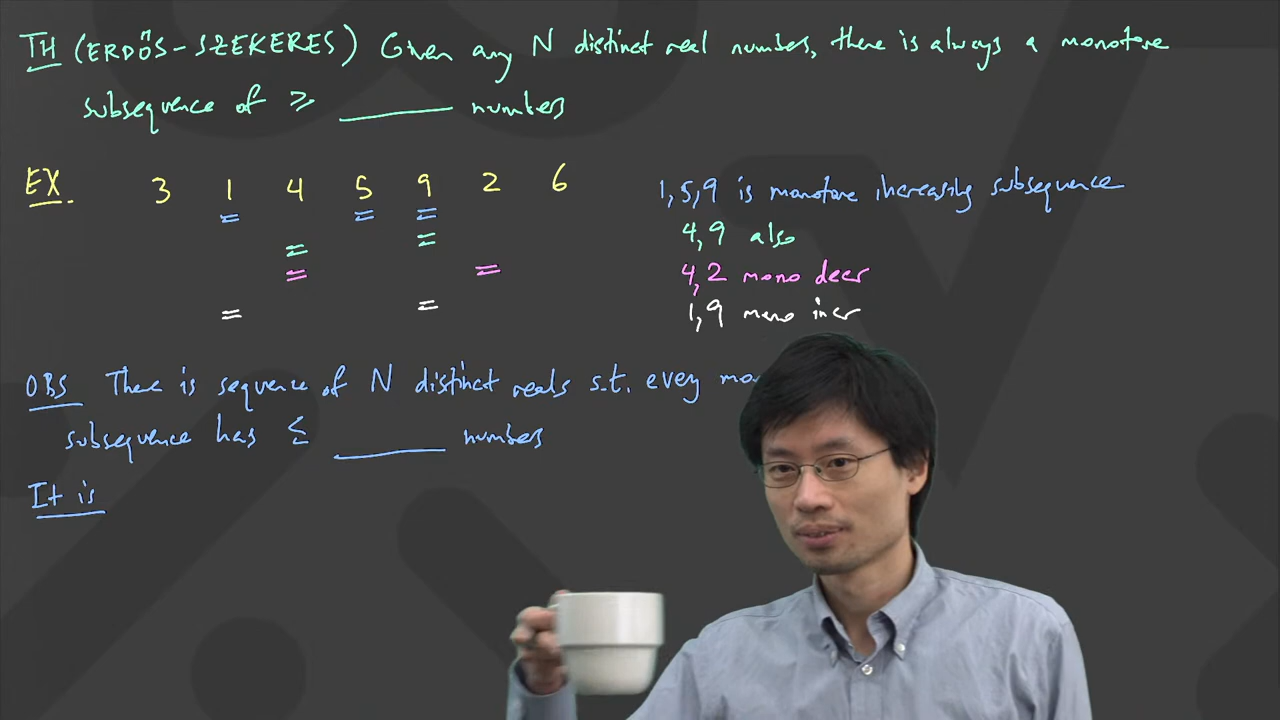 TH (ERDŐS-SZEKERES) Given any N distinct real numbers, there is always a monotone
subsequence of ≥ ______ numbers
EX. 3 1 4 5 9 2 6
1,5,9 is monotone increasing subsequence
4,9 also
4,2 mono decr
1,9 mono incr
OBS There is sequence of N distinct reals s.t. every
subsequence has ≤ ______ numbers
It is